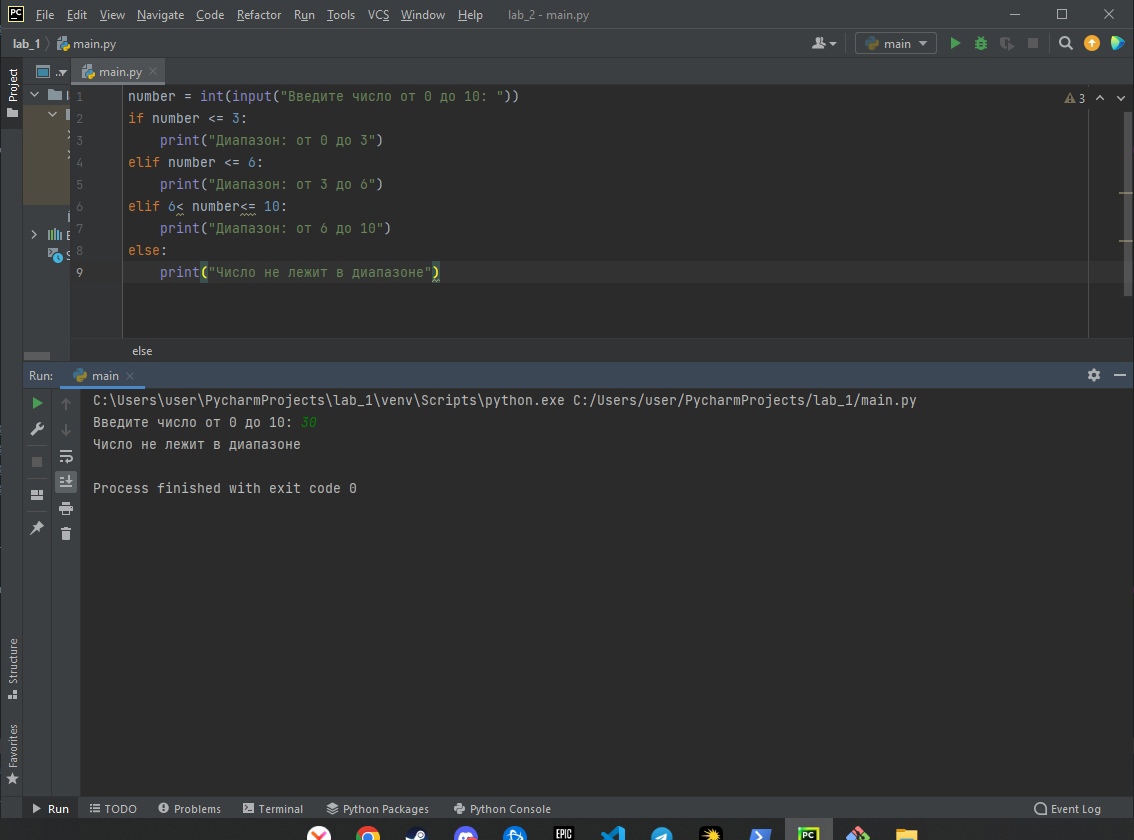 PC File Edit View Navigate Code Refactor Run Tools VCS Window Help lab_2 - main.py
lab_1 main.py main
main.py
Project
1 number = int(input("Введите число от 0 до 10: "))
3
2 if number <= 3:
3 print("Диапазон: от 0 до 3")
4 elif number <= 6:
5 print("Диапазон: от 3 до 6")
6 elif 6< number<= 10:
7 print("Диапазон: от 6 до 10")
8 else:
9 print("Число не лежит в диапазоне")
else
Run: main
C:\Users\user\PycharmProjects\lab_1\venv\Scripts\python.exe C:/Users/user/PycharmProjects/lab_1/main.py
Введите число от 0 до 10: 30
Число не лежит в диапазоне
Process finished with exit code 0
Structure
Favorites
Run TODO Problems Terminal Python Packages Python Console Event Log
EPIC PC